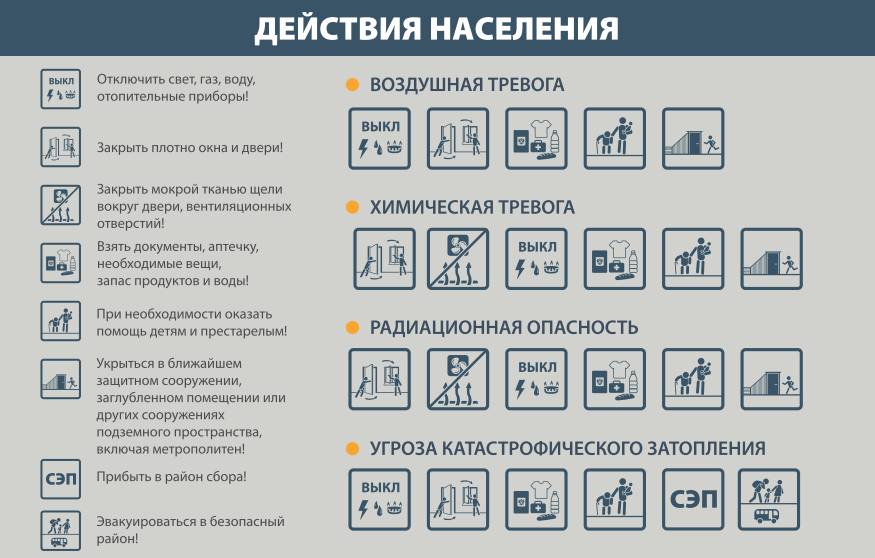 ДЕЙСТВИЯ НАСЕЛЕНИЯ
ВЫКЛ
Отключить свет, газ, воду,
отопительные приборы!
Закрыть плотно окна и двери!
Закрыть мокрой тканью щели
вокруг двери, вентиляционных
отверстий!
Взять документы, аптечку,
необходимые вещи,
запас продуктов и воды!
При необходимости оказать
помощь детям и престарелым!
Укрыться в ближайшем
защитном сооружении,
заглубленном помещении или
других сооружениях
подземного пространства,
включая метрополитен!
СЭП
Прибыть в район сбора!
Эвакуироваться в безопасный
район!
ВОЗДУШНАЯ ТРЕВОГА
ВЫКЛ
ХИМИЧЕСКАЯ ТРЕВОГА
ВЫКЛ
РАДИАЦИОННАЯ ОПАСНОСТЬ
ВЫКЛ
УГРОЗА КАТАСТРОФИЧЕСКОГО ЗАТОПЛЕНИЯ
ВЫКЛ
СЭП